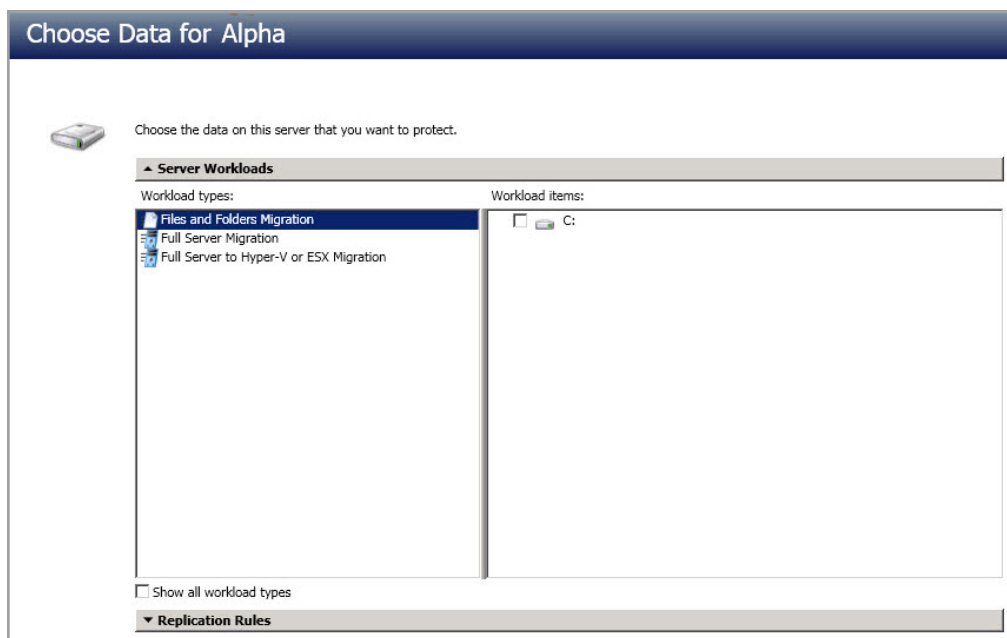 Choose Data for Alpha
Choose the data on this server that you want to protect.
Server Workloads
Workload types:
Workload items:
Files and Folders Migration
C:
Full Server Migration
Full Server to Hyper-V or ESX Migration
Show all workload types
Replication Rules